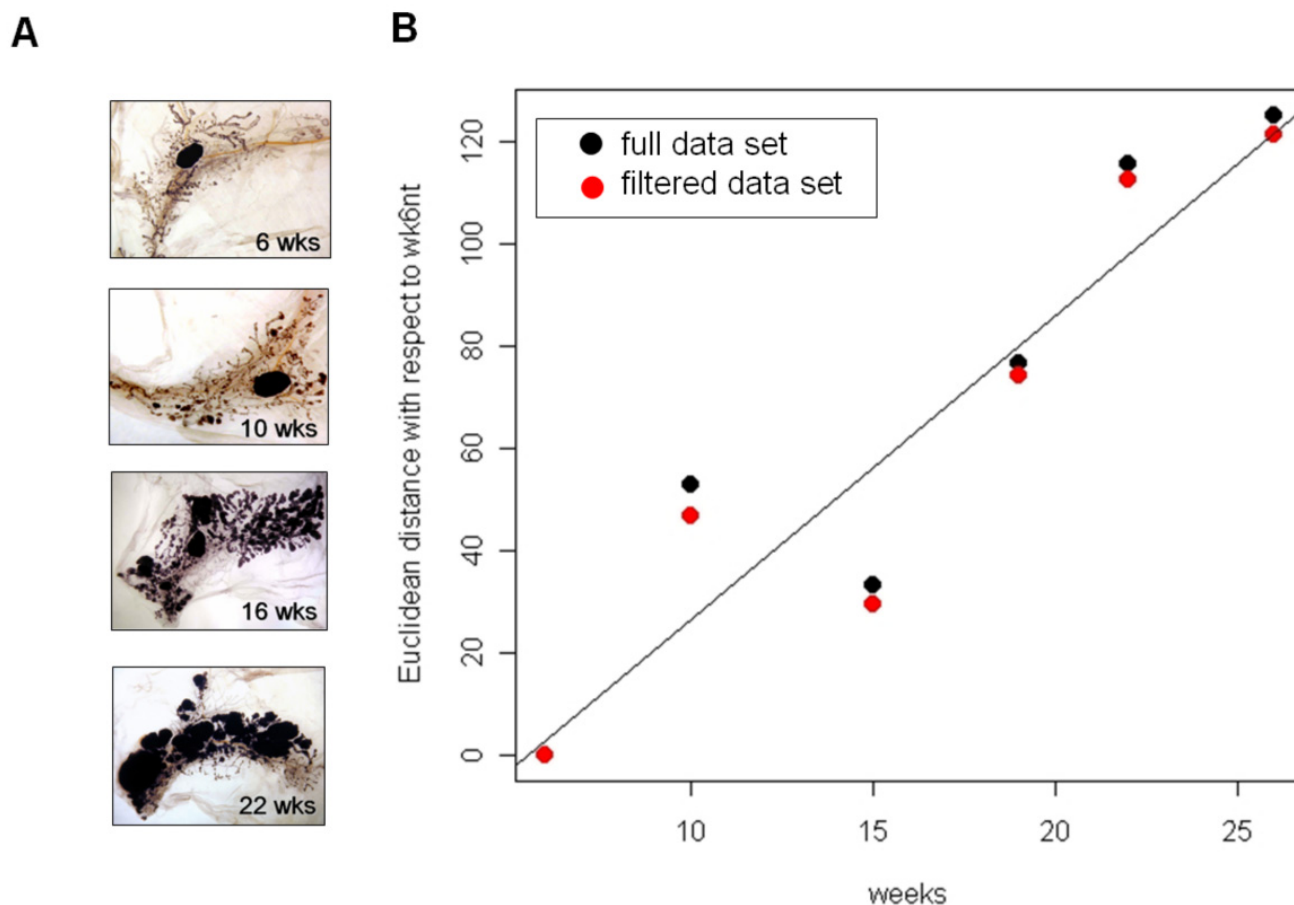 A
B
6 wks
10 wks
16 wks
22 wks
full data set
filtered data set
Euclidean distance with respect to wk6nt
0
20
40
60
80
100
120
10
15
20
25
weeks